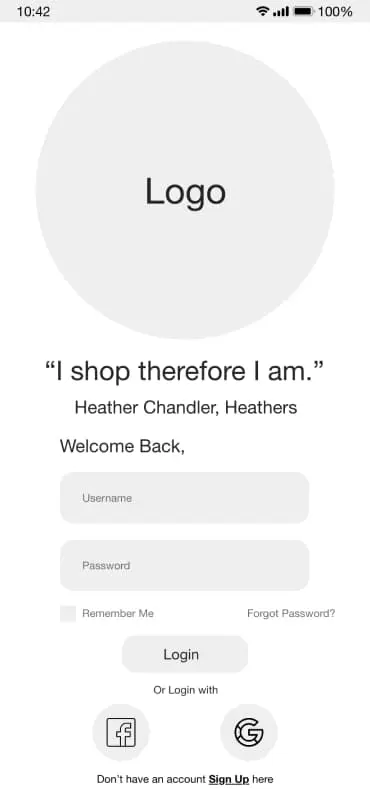 10:42 100%
Logo
“I shop therefore I am.”
Heather Chandler, Heathers
Welcome Back,
Username
Password
Remember Me Forgot Password?
Login
Or Login with
Don’t have an account Sign Up here